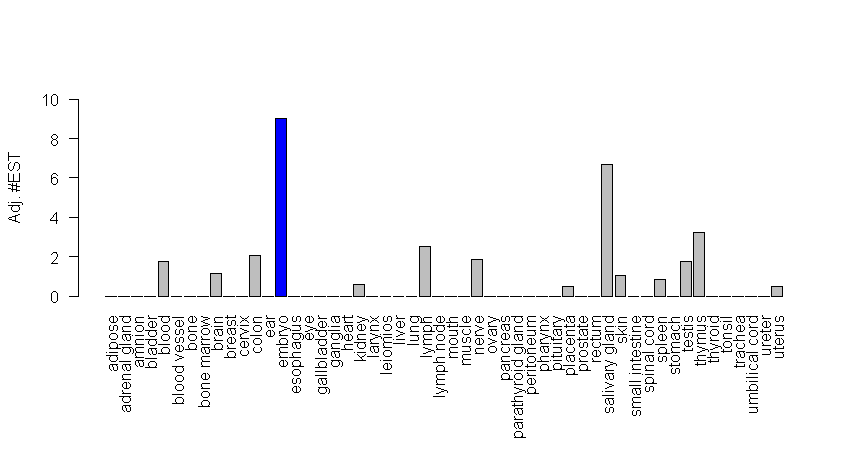 Adj. #EST
10
8
6
4
2
0
adipose
adrenal gland
amnion
bladder
blood
blood vessel
bone
bone marrow
brain
breast
cervix
colon
ear
embryo
esophagus
eye
gallbladder
ganglia
heart
kidney
larynx
leiomios
liver
lung
lymph
lymph node
mouth
muscle
nerve
ovary
pancreas
parathyroid gland
peritoneum
pharynx
pituitary
placenta
prostate
rectum
salivary gland
skin
small intestine
spinal cord
spleen
stomach
testis
thymus
thyroid
tonsil
trachea
umbilical cord
ureter
uterus